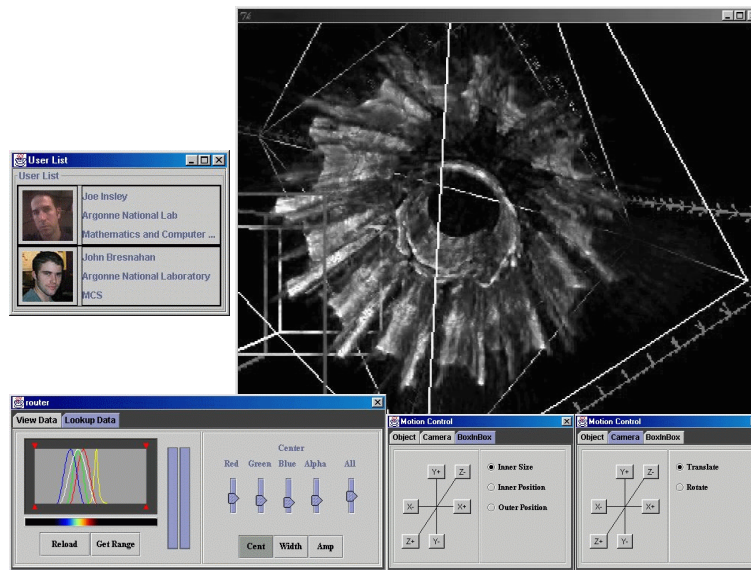 User List
User List
Joe Insley
Argonne National Lab
Mathematics and Computer ...
John Bresnahan
Argonne National Laboratory
MCS
router
View Data Lookup Data
Center
Red Green Blue Alpha All
Reload Get Range
Cent Width Amp
Motion Control
Object Camera BoxInBox
Y+ Z-
X- X+
Z+ Y-
Inner Size
Inner Position
Outer Position
Motion Control
Object Camera BoxInBox
Y+ Z-
X- X+
Z+ Y-
Translate
Rotate